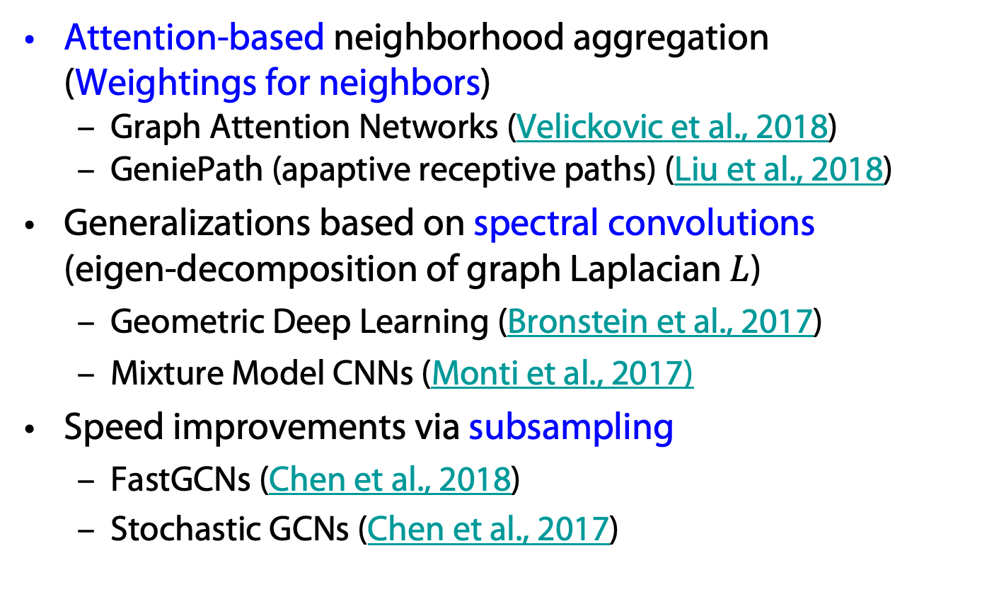 • Attention-based neighborhood aggregation
(Weightings for neighbors)
– Graph Attention Networks (Velickovic et al., 2018)
– GeniePath (apaptive receptive paths) (Liu et al., 2018)
• Generalizations based on spectral convolutions
(eigen-decomposition of graph Laplacian L)
– Geometric Deep Learning (Bronstein et al., 2017)
– Mixture Model CNNs (Monti et al., 2017)
• Speed improvements via subsampling
– FastGCNs (Chen et al., 2018)
– Stochastic GCNs (Chen et al., 2017)